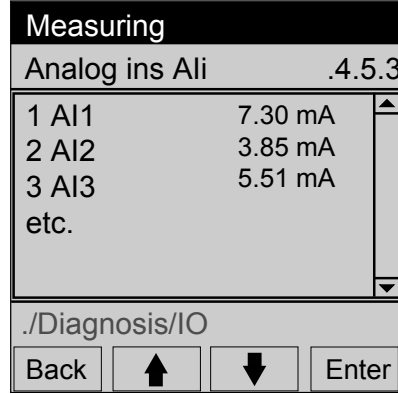 Measuring
Analog ins AIi .4.5.3
1 AI1 7.30 mA
2 AI2 3.85 mA
3 AI3 5.51 mA
etc.
./Diagnosis/IO
Back Enter